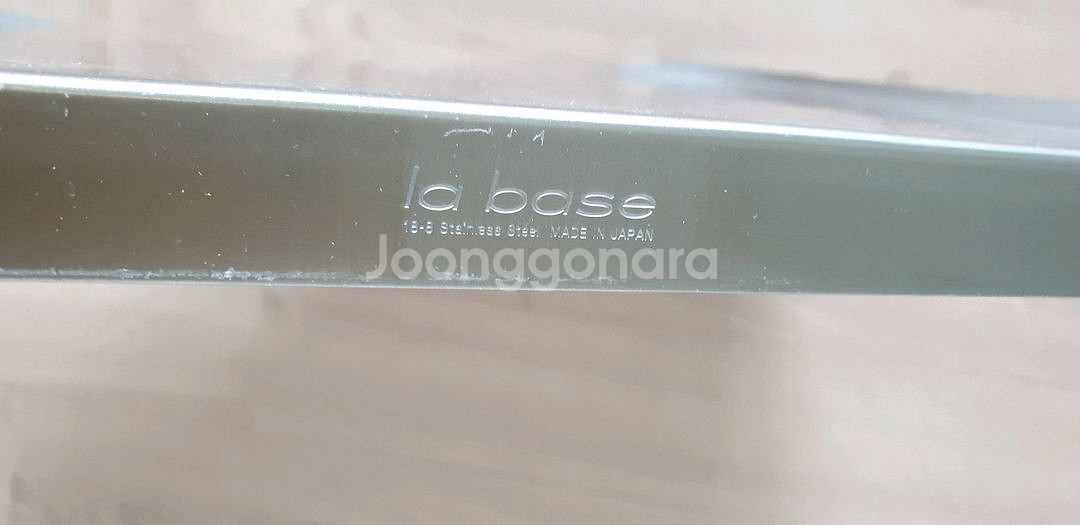 la base
18-8 Stainless Steel MADE IN JAPAN
Joonggonara